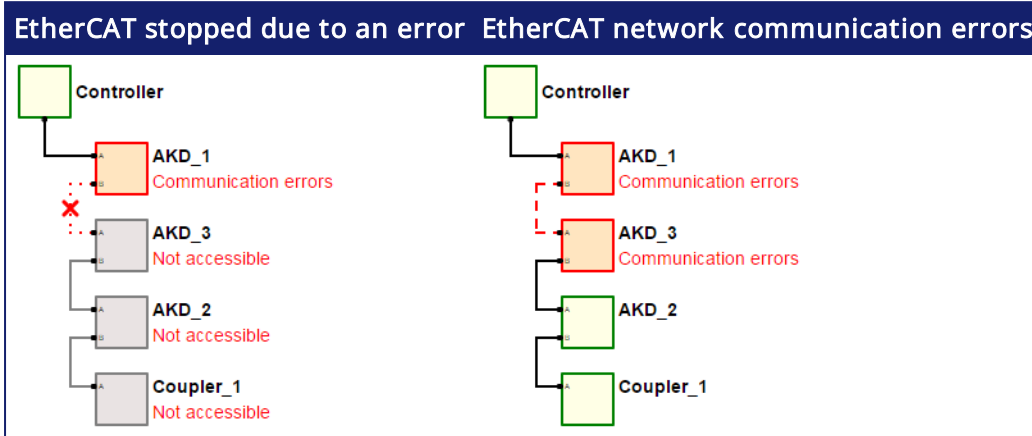 EtherCAT stopped due to an error
EtherCAT network communication errors
Controller
A
AKD_1
B
Communication errors
A
AKD_3
B
Not accessible
A
AKD_2
B
Not accessible
A
Coupler_1
Not accessible
Controller
A
AKD_1
B
Communication errors
A
AKD_3
B
Communication errors
A
AKD_2
B
A
Coupler_1